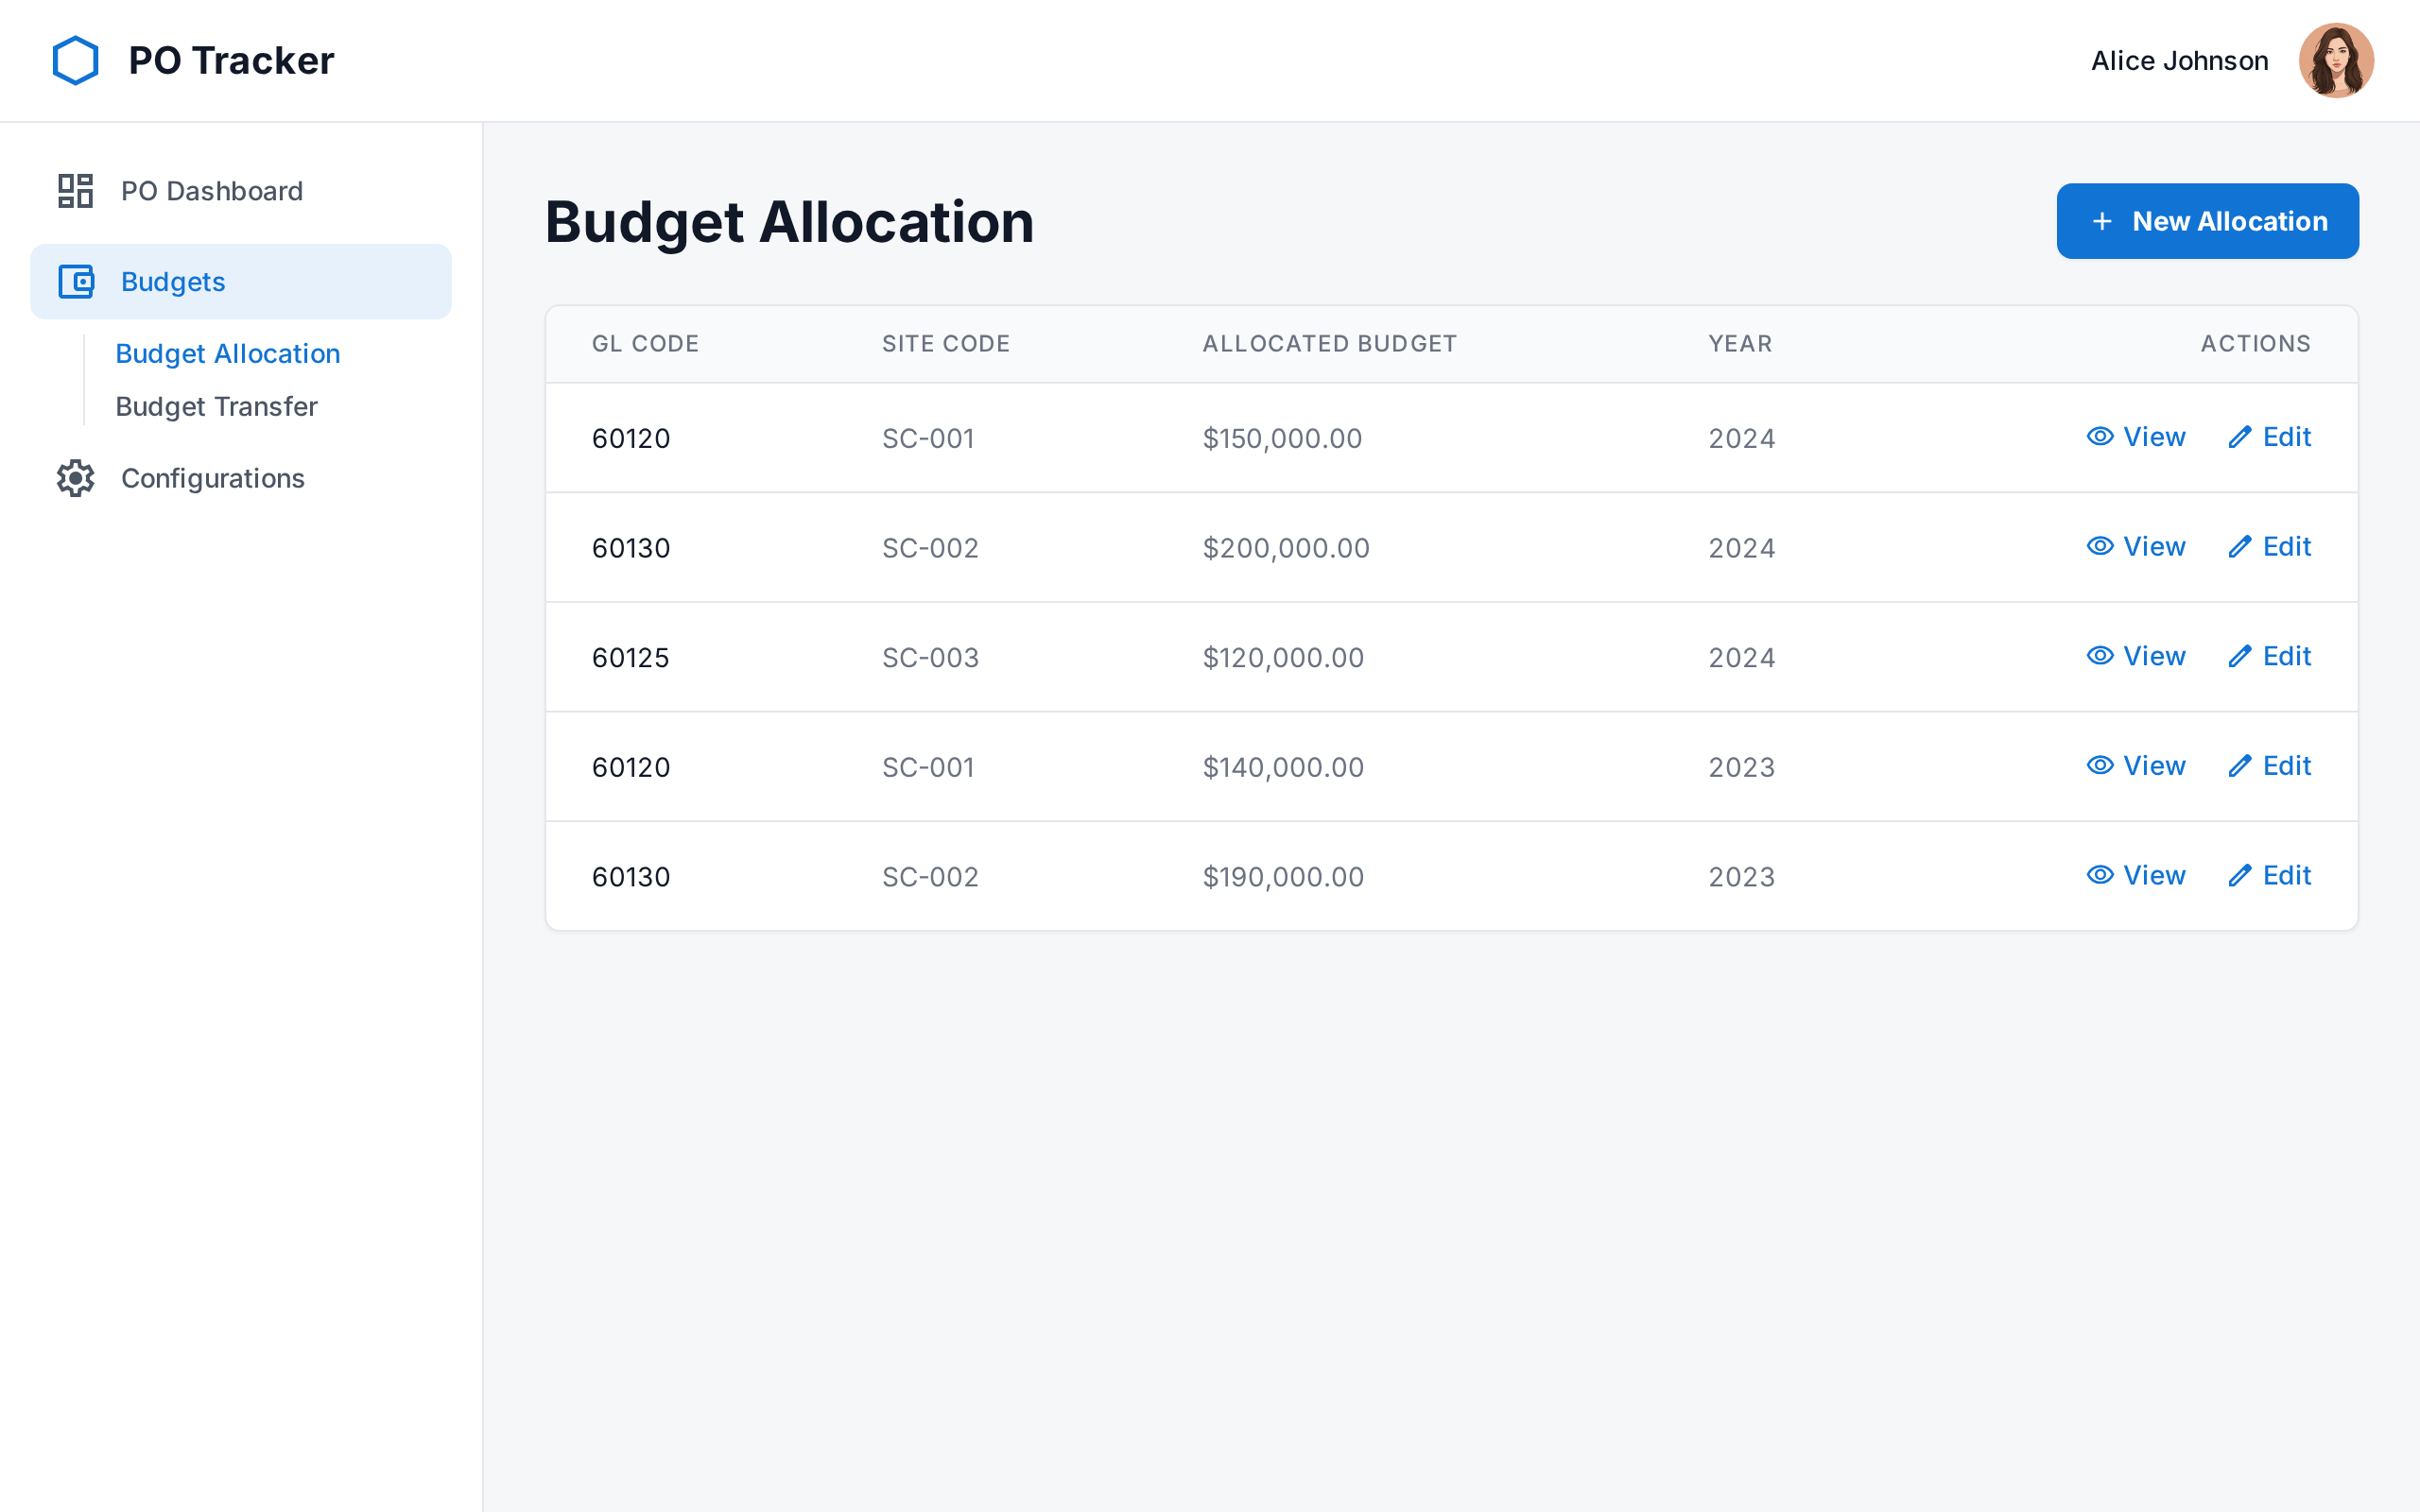 PO Tracker
Alice Johnson
PO Dashboard
Budgets
Budget Allocation
Budget Transfer
Configurations
Budget Allocation
+ New Allocation
GL CODE SITE CODE ALLOCATED BUDGET YEAR ACTIONS
60120 SC-001 $150,000.00 2024 View Edit
60130 SC-002 $200,000.00 2024 View Edit
60125 SC-003 $120,000.00 2024 View Edit
60120 SC-001 $140,000.00 2023 View Edit
60130 SC-002 $190,000.00 2023 View Edit